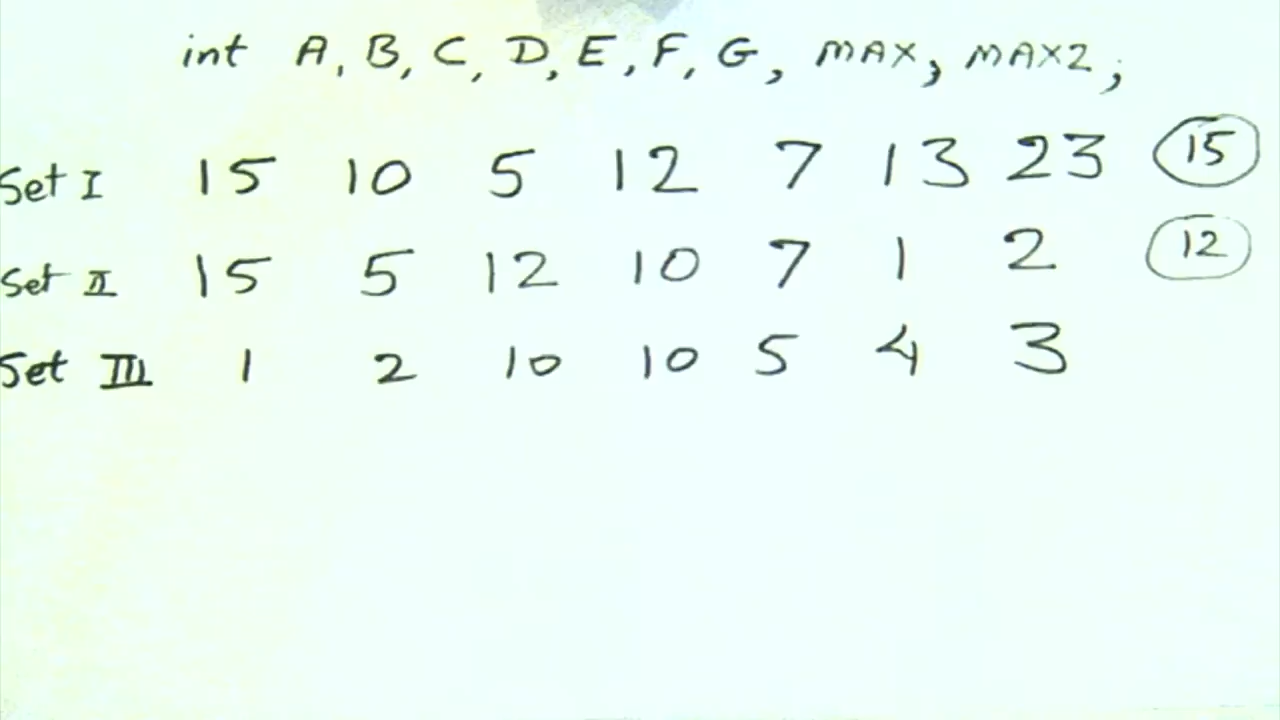 int A, B, C, D, E, F, G, MAX, MAX2;
Set I 15 10 5 12 7 13 23 15
Set II 15 5 12 10 7 1 2 12
Set III 1 2 10 10 5 4 3